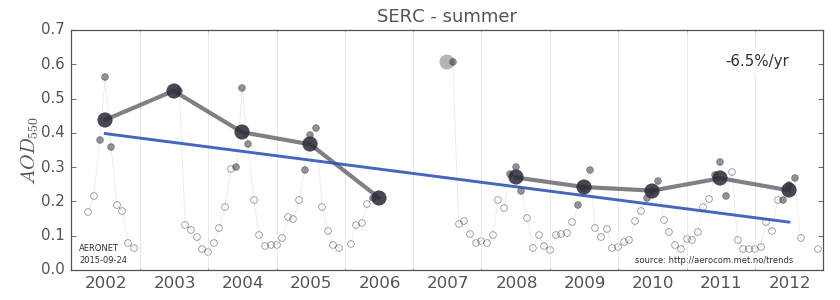 SERC - summer
0.7
0.6
-6.5%/yr
0.5
0.4
AOD550
0.3
0.2
0.1
AERONET
2015-09-24
source: http://aerocom.met.no/trends
0.0
2002 2003 2004 2005 2006 2007 2008 2009 2010 2011 2012